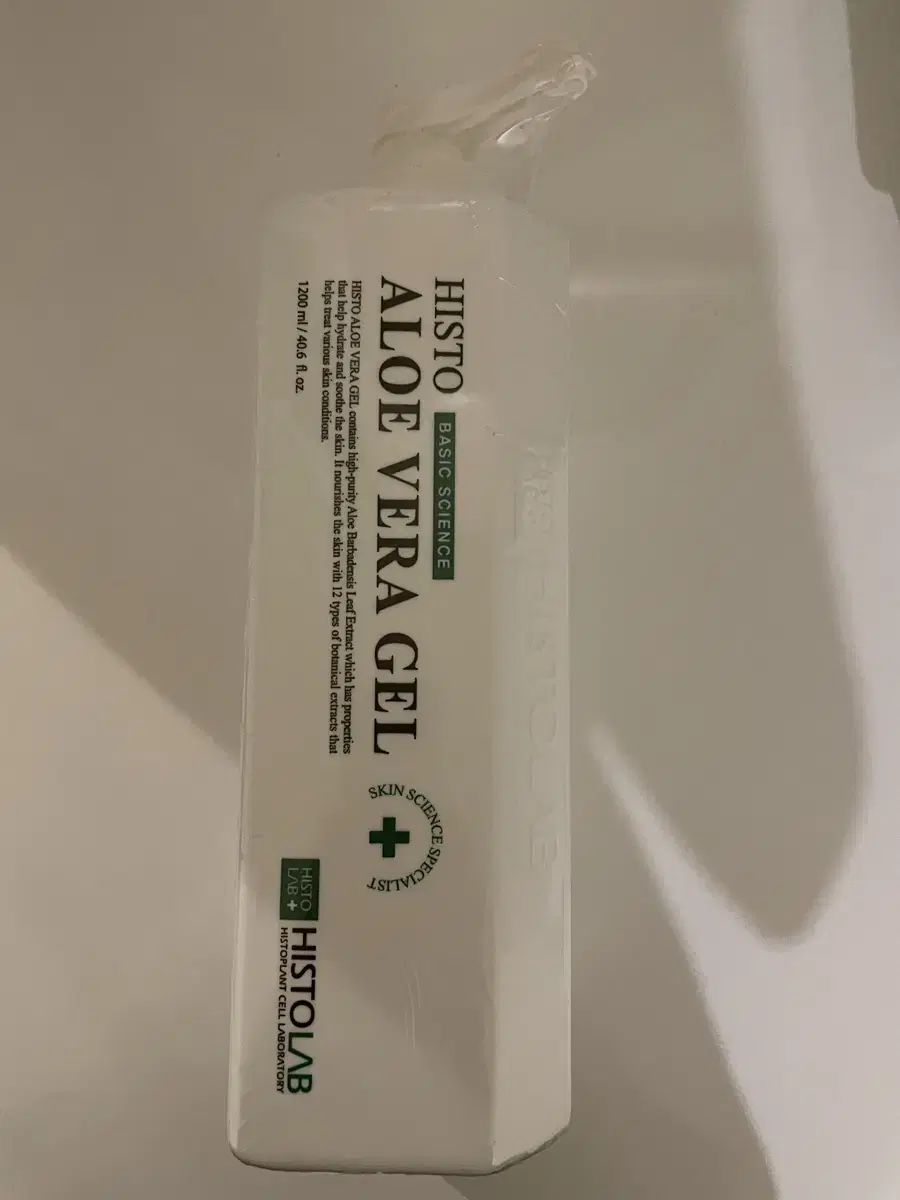 HISTO BASIC SCIENCE
ALOE VERA GEL
HISTO ALOE VERA GEL contains high-purity Aloe Barbadensis Leaf Extract which has properties
that help hydrate and soothe the skin. It nourishes the skin with 12 types of botanical extracts that
helps treat various skin conditions.
1200 ml / 40.6 fl. oz.
SKIN SCIENCE SPECIALIST
HISTO
LAB+
HISTOLAB
HISTOPLANT CELL LABORATORY